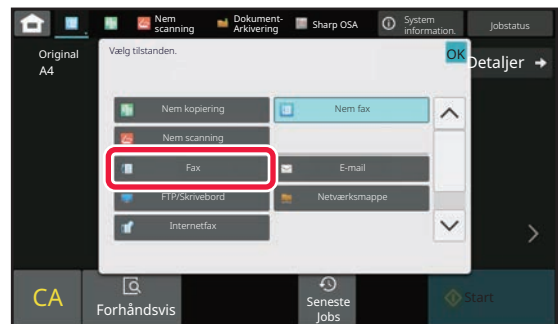 Nem scanning
Dokument-Arkivering
Sharp OSA
System information.
Jobstatus
Original
A4
Vælg tilstanden.
OK
Detaljer
Nem kopiering
Nem fax
Nem scanning
Fax
E-mail
FTP/Skrivebord
Netværksmappe
Internetfax
CA
Forhåndsvis
Seneste
Jobs
Start